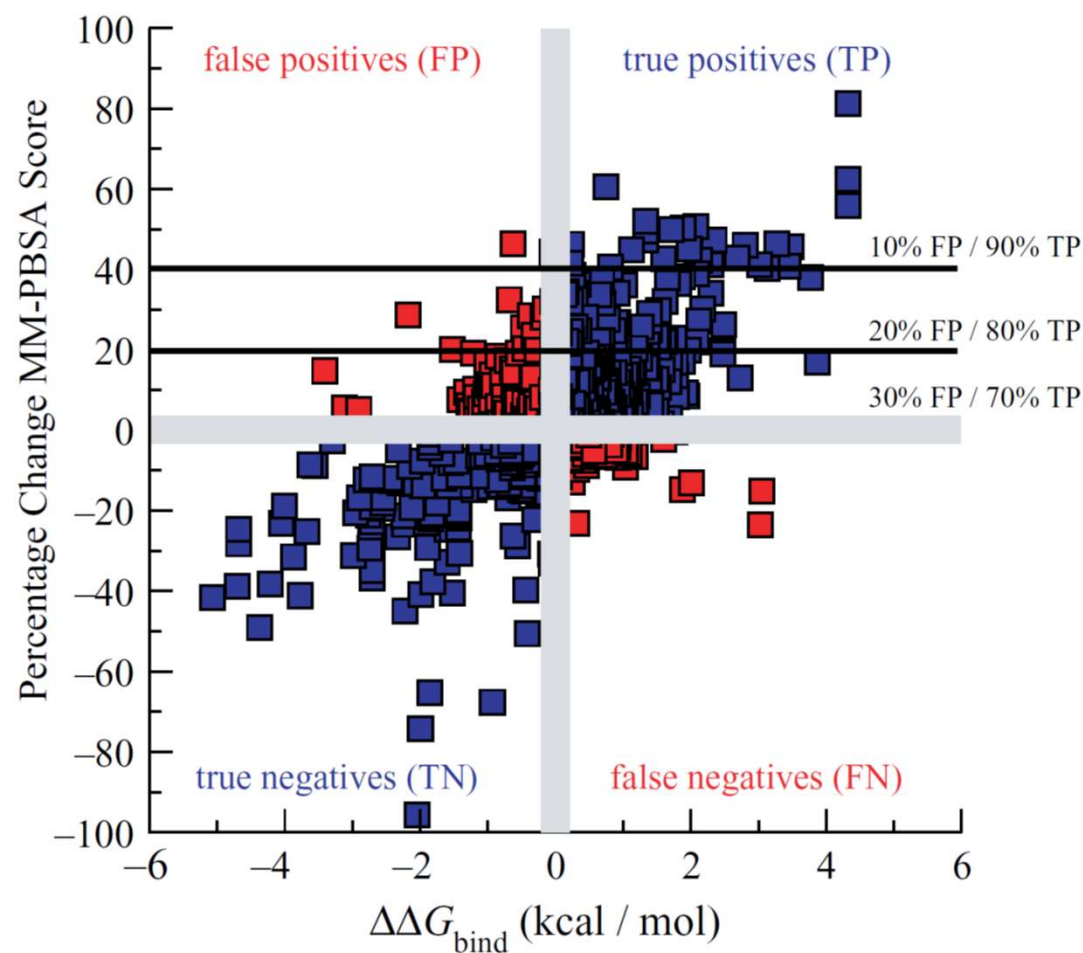 100
false positives (FP)
true positives (TP)
80
60
10% FP / 90% TP
40
20% FP / 80% TP
20
30% FP / 70% TP
0
–20
–40
–60
–80
true negatives (TN)
false negatives (FN)
–100
–6
–4
–2
0
2
4
6
Percentage Change MM-PBSA Score
ΔΔG_bind (kcal / mol)